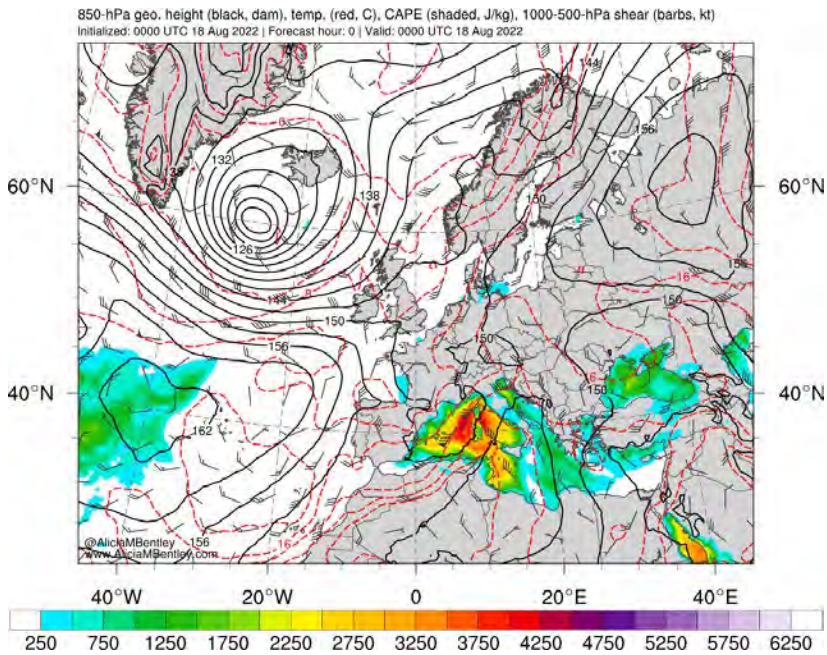 850-hPa geo. height (black, dam), temp. (red, C), CAPE (shaded, J/kg), 1000-500-hPa shear (barbs, kt)
Initialized: 0000 UTC 18 Aug 2022 | Forecast hour: 0 | Valid: 0000 UTC 18 Aug 2022
144
156
132
138
60°N
60°N
150
126
156
16
144
150
150
156
150
40°N
150
40°N
162
@AliciaMBentley
156
16
www.AliciaMBentley.com
40°W 20°W 0 20°E 40°E
250 750 1250 1750 2250 2750 3250 3750 4250 4750 5250 5750 6250